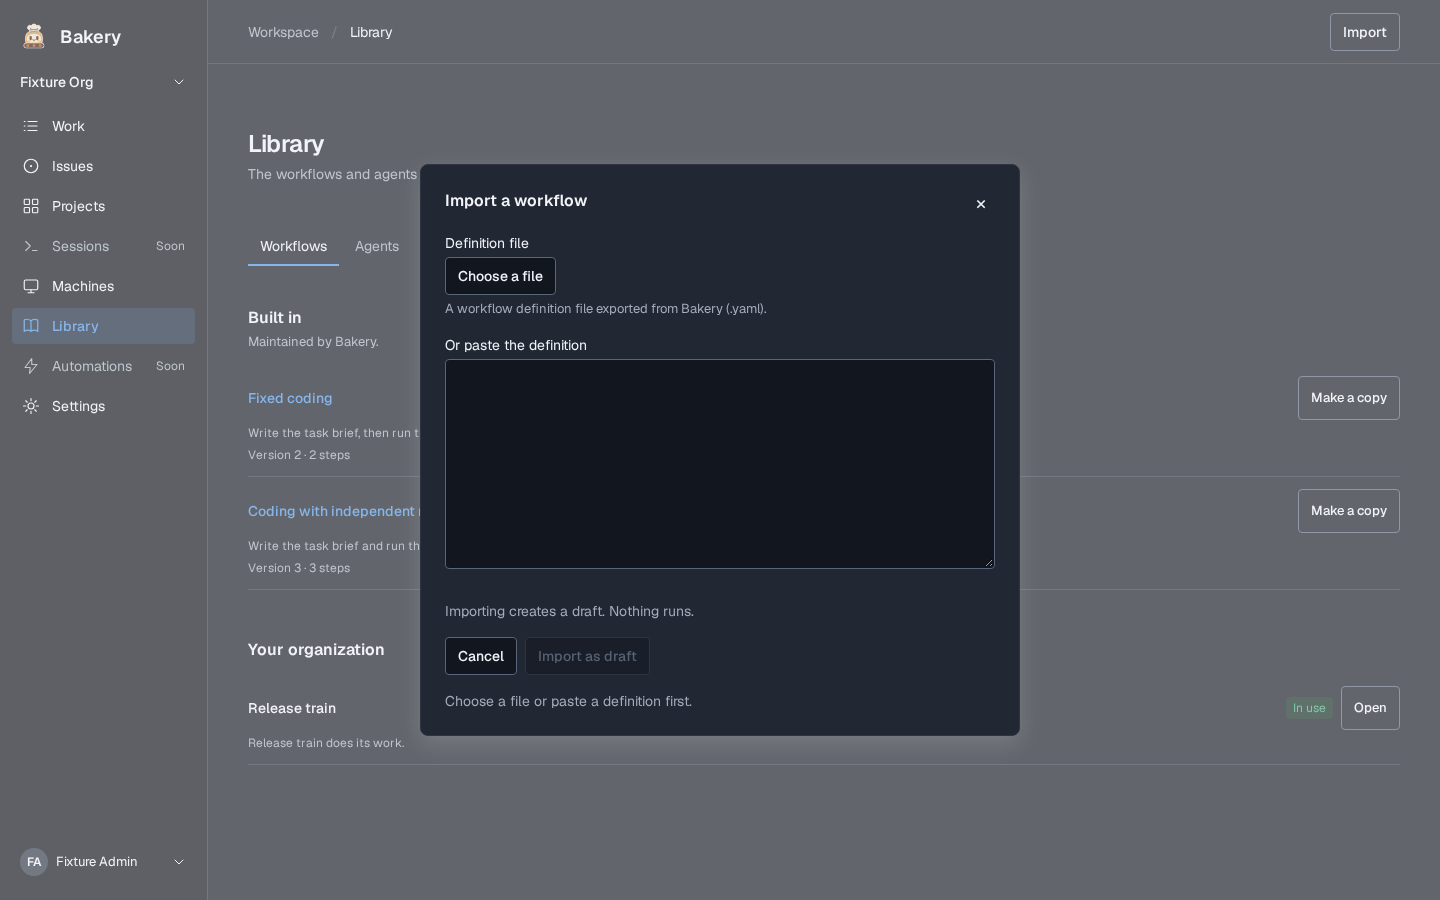 Bakery
Fixture Org
Work
Issues
Projects
Sessions Soon
Machines
Library
Automations Soon
Settings
FA Fixture Admin
Workspace / Library
Import
Library
The workflows and agents
Workflows Agents
Built in
Maintained by Bakery.
Fixed coding
Make a copy
Write the task brief, then run
Version 2 · 2 steps
Coding with independent
Make a copy
Write the task brief and run
Version 3 · 3 steps
Your organization
Release train
In use Open
Release train does its work.
Import a workflow
×
Definition file
Choose a file
A workflow definition file exported from Bakery (.yaml).
Or paste the definition
Importing creates a draft. Nothing runs.
Cancel Import as draft
Choose a file or paste a definition first.